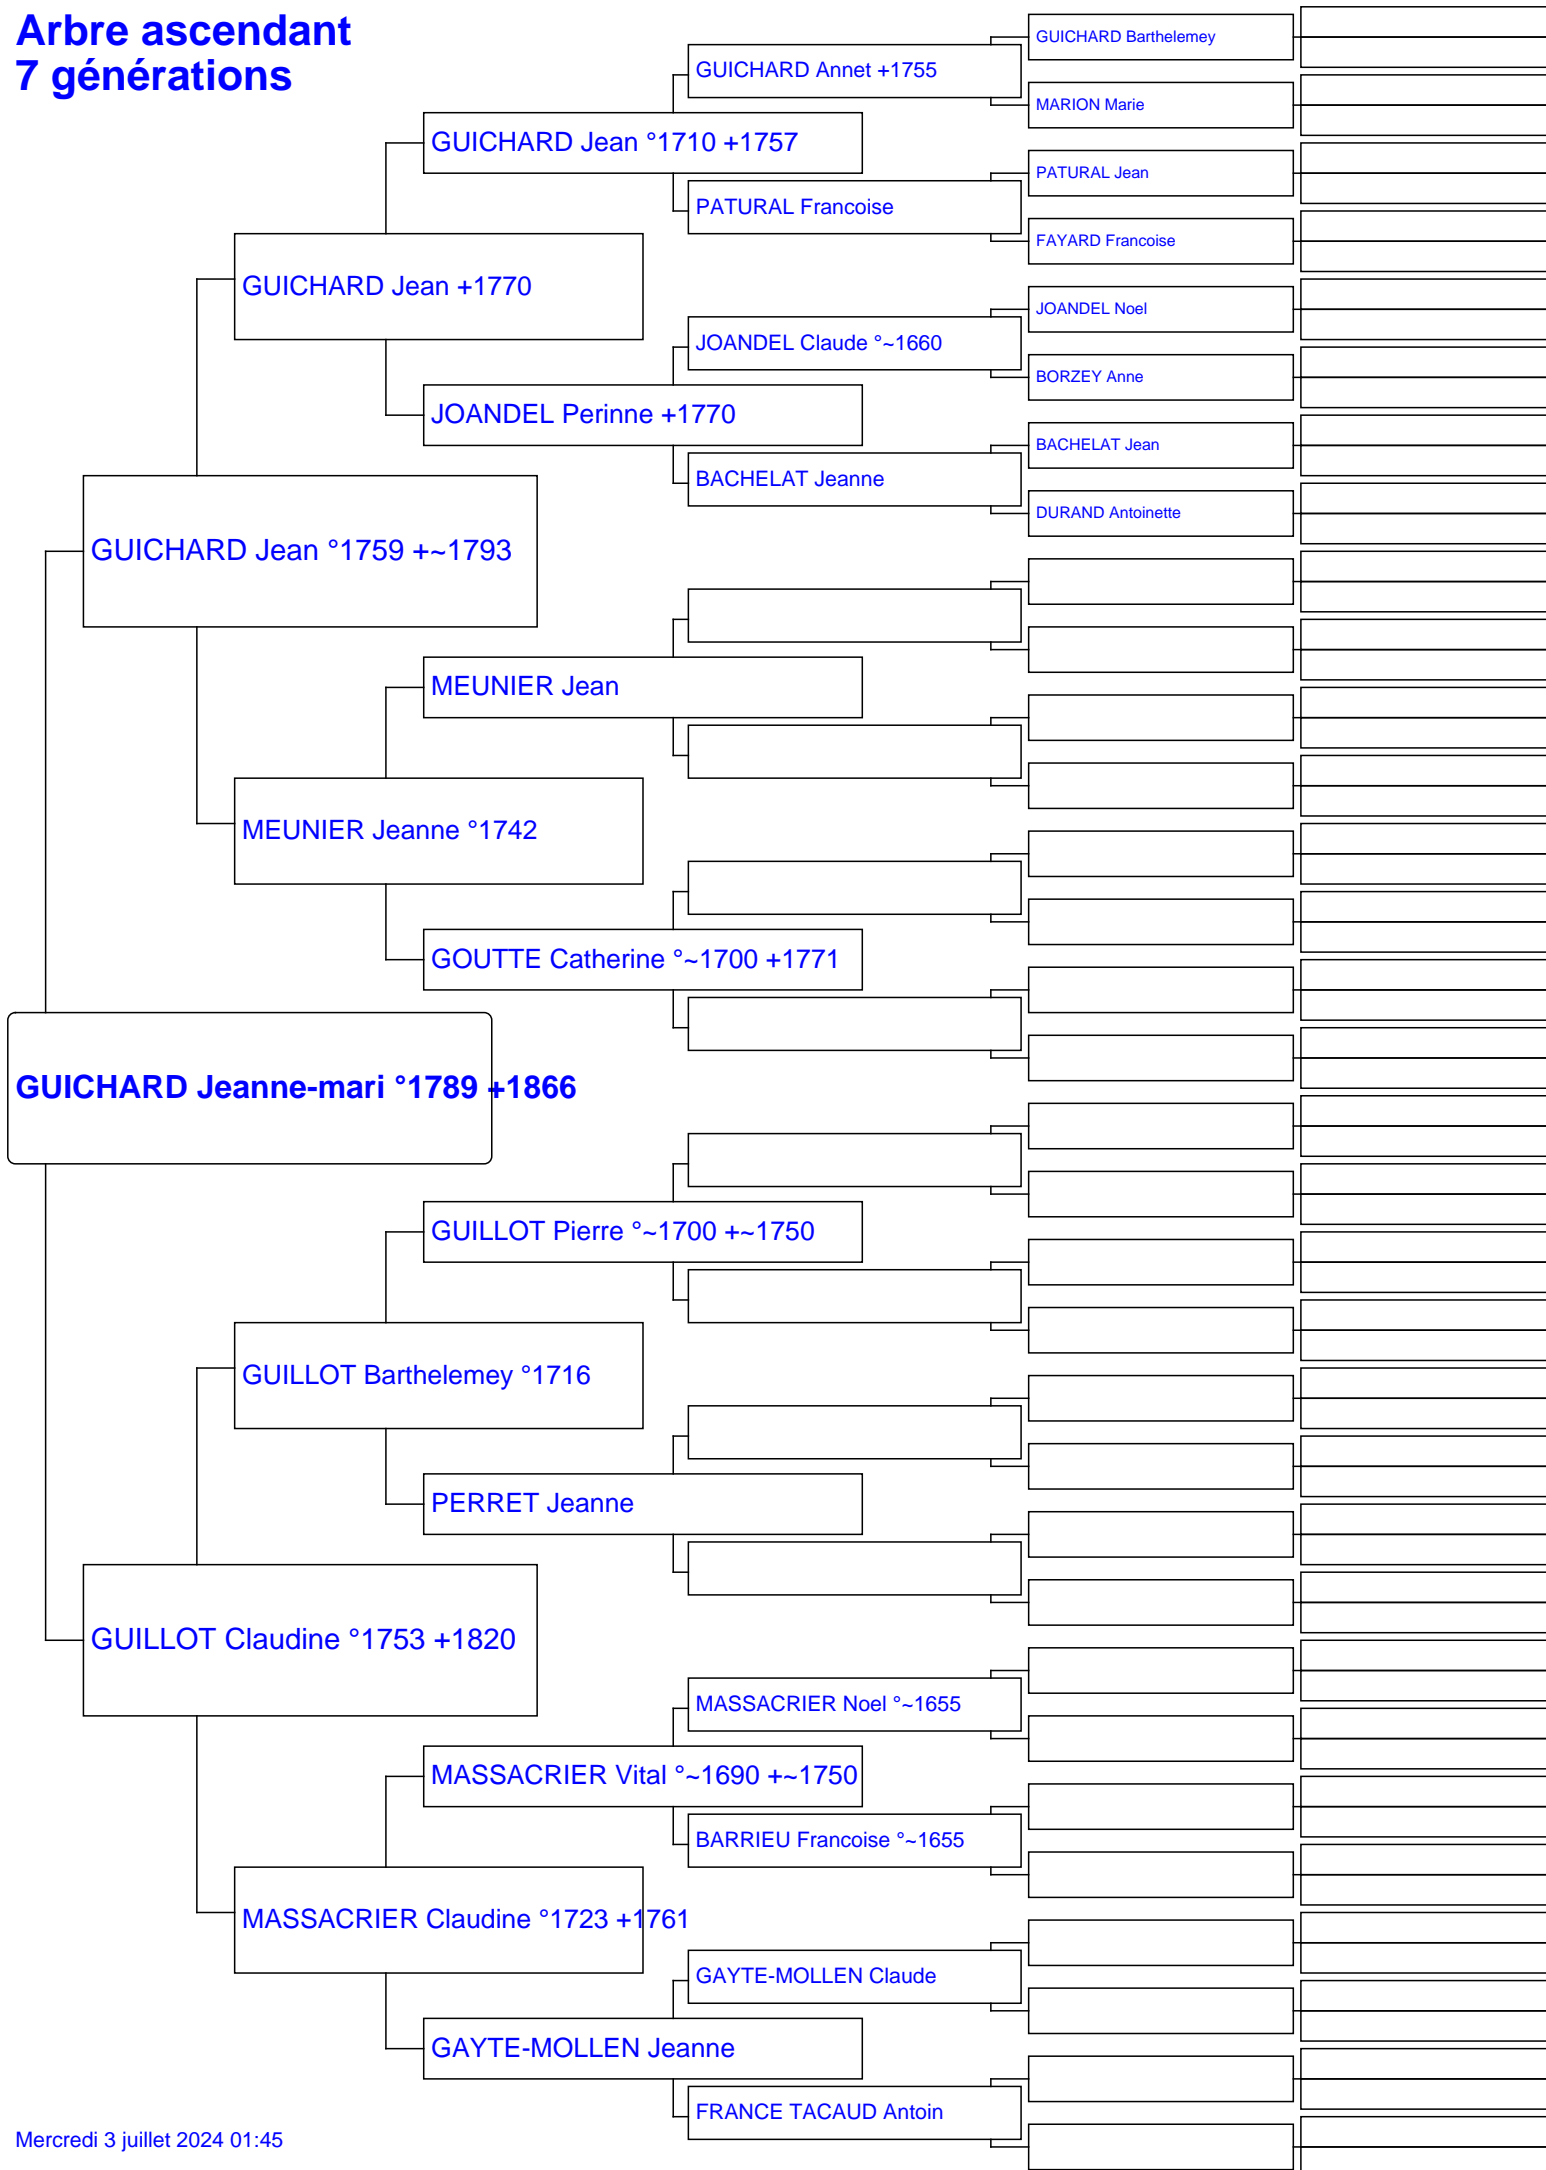 Arbre ascendant
7 générations
GUICHARD Barthelemey
GUICHARD Annet +1755
MARION Marie
GUICHARD Jean °1710 +1757
PATURAL Jean
PATURAL Francoise
FAYARD Francoise
GUICHARD Jean +1770
JOANDEL Noel
JOANDEL Claude °~1660
BORZEY Anne
JOANDEL Perinne +1770
BACHELAT Jean
BACHELAT Jeanne
DURAND Antoinette
GUICHARD Jean °1759 +~1793
MEUNIER Jean
MEUNIER Jeanne °1742
GOUTTE Catherine °~1700 +1771
GUICHARD Jeanne-mari °1789 +1866
GUILLOT Pierre °~1700 +~1750
GUILLOT Barthelemey °1716
PERRET Jeanne
GUILLOT Claudine °1753 +1820
MASSACRIER Noel °~1655
MASSACRIER Vital °~1690 +~1750
BARRIEU Francoise °~1655
MASSACRIER Claudine °1723 +1761
GAYTE-MOLLEN Claude
GAYTE-MOLLEN Jeanne
FRANCE TACAUD Antoin
Mercredi 3 juillet 2024 01:45